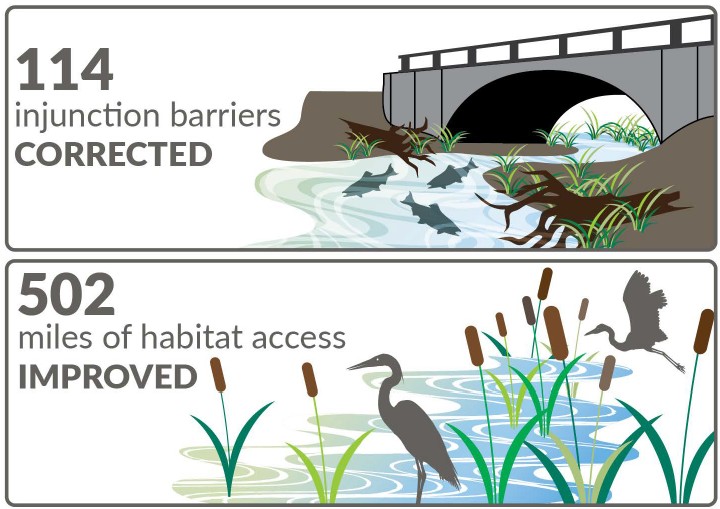 114
injunction barriers
CORRECTED
502
miles of habitat access
IMPROVED